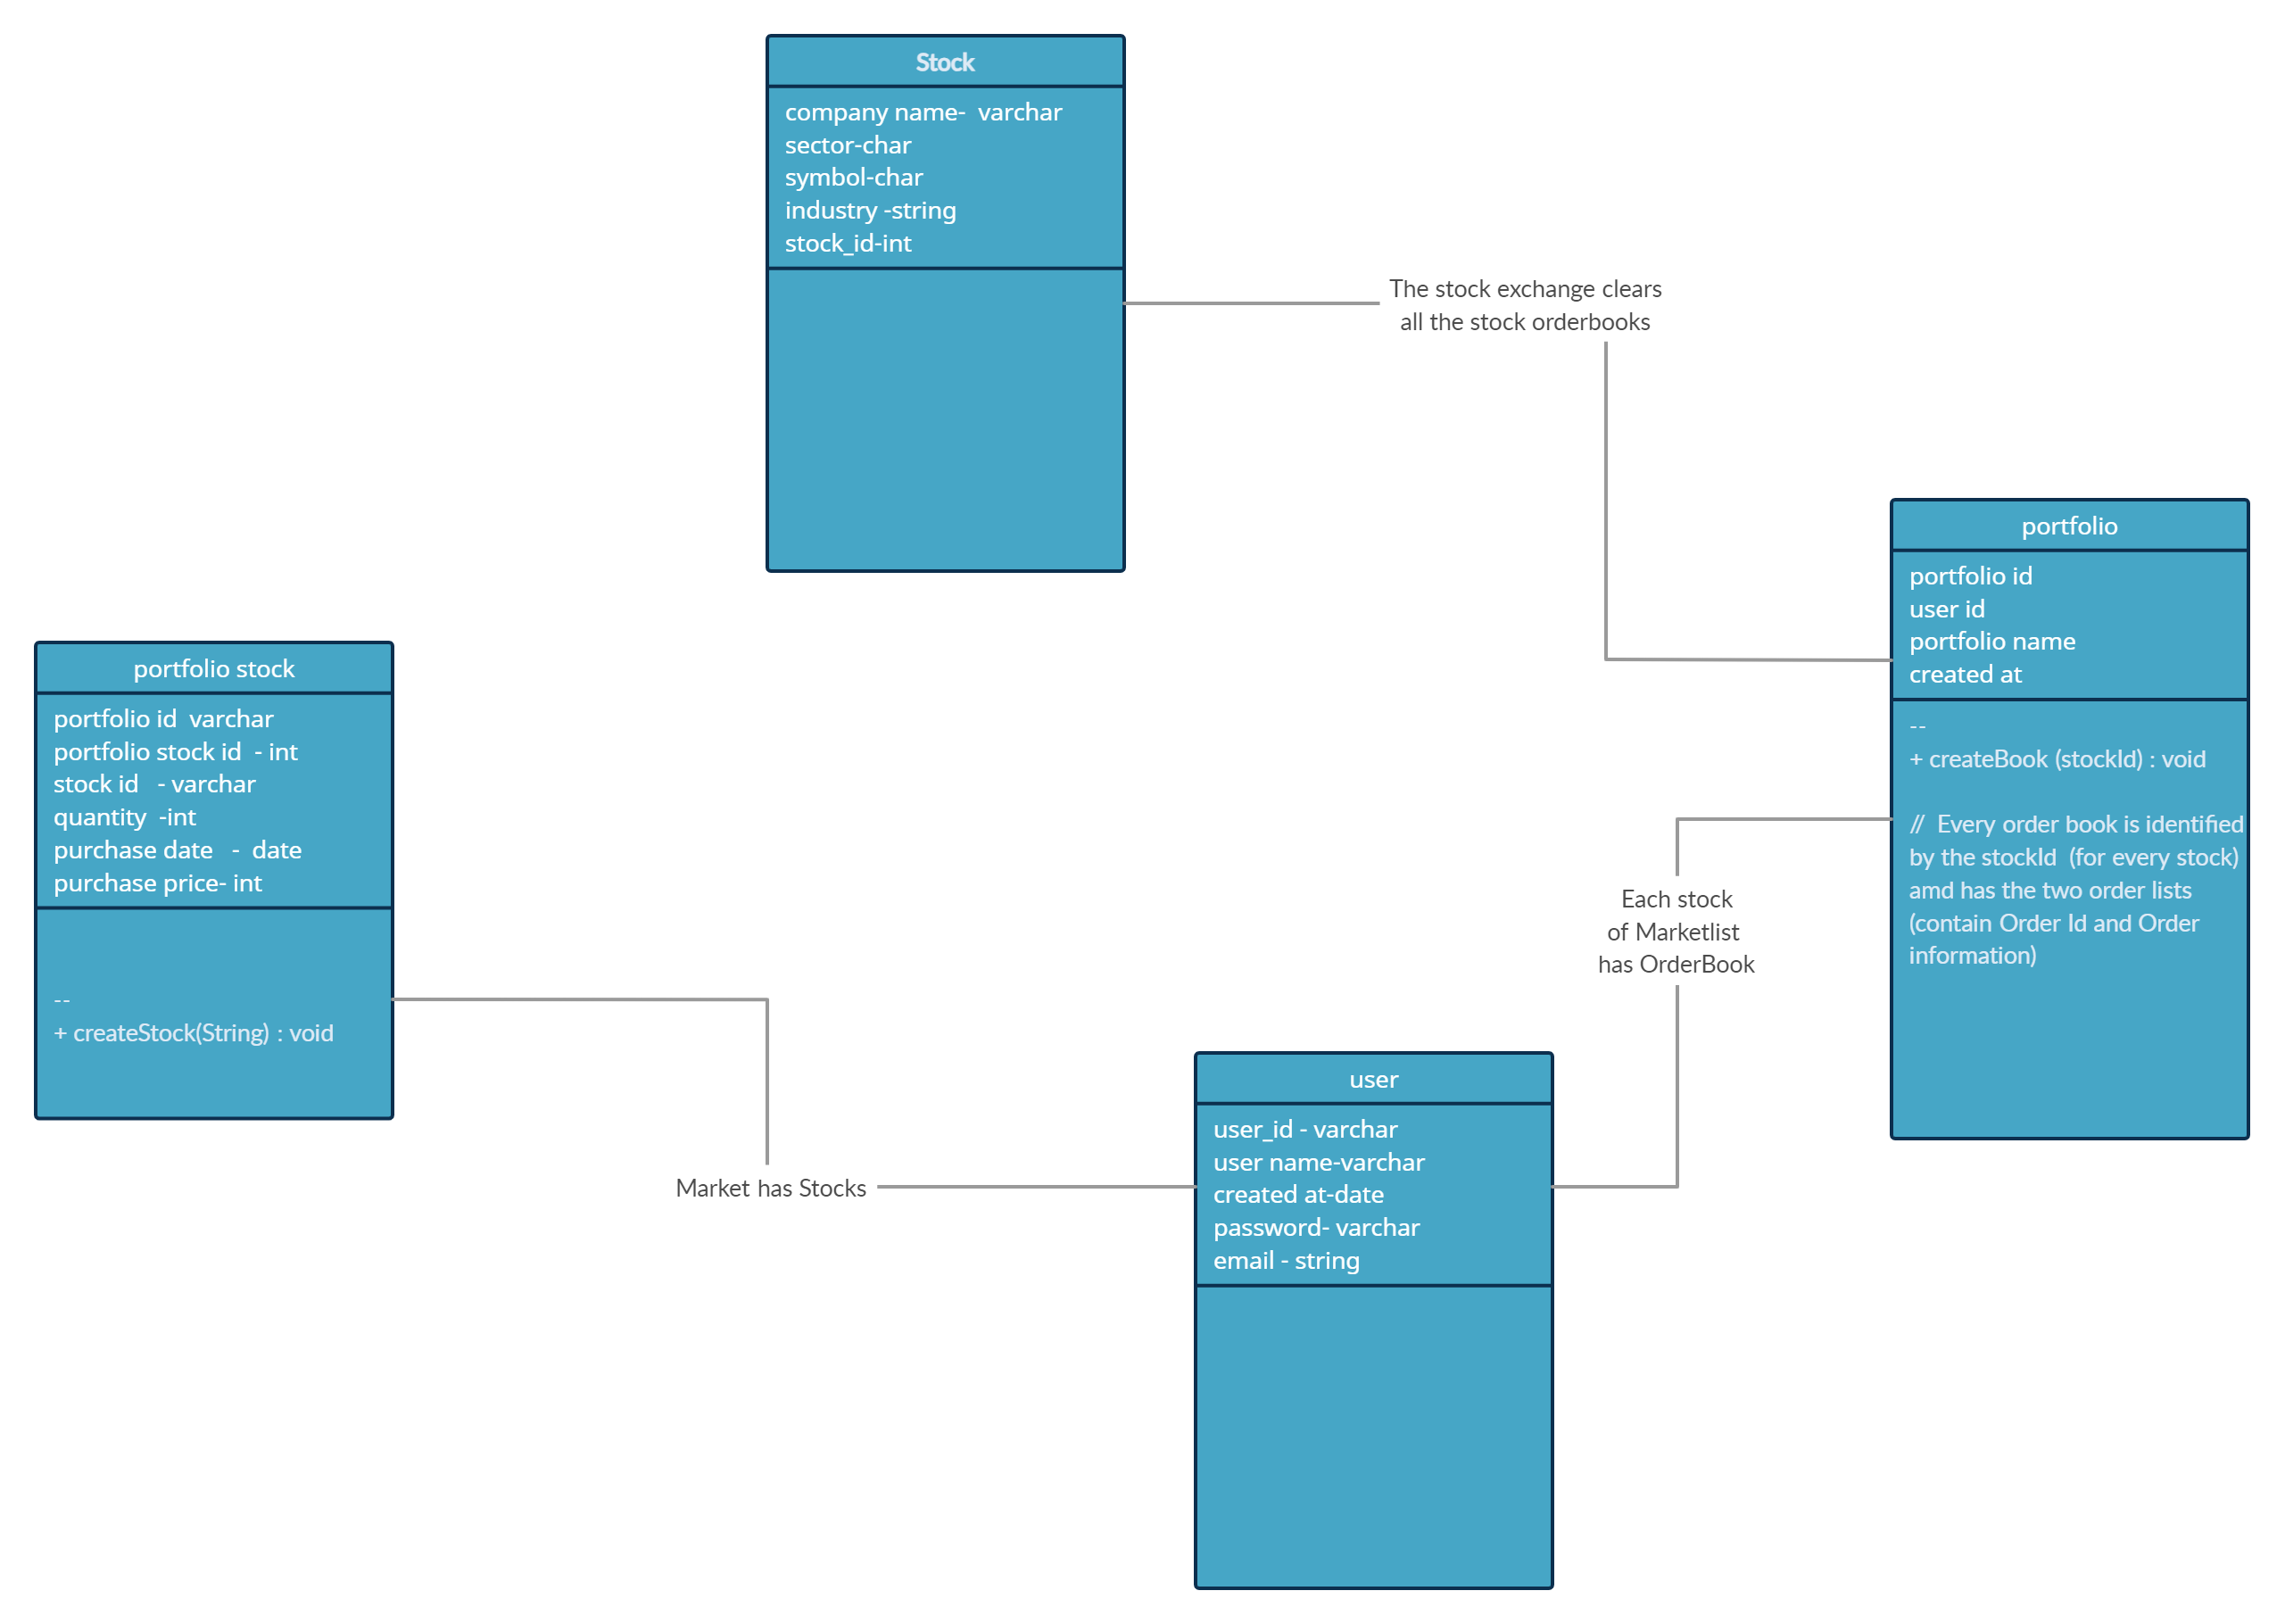 Stock
company name-  varchar
sector-char
symbol-char
industry -string
stock_id-int
The stock exchange clears
all the stock orderbooks
portfolio
portfolio id
user id
portfolio name
created at
--
+ createBook (stockId) : void
//  Every order book is identified
by the stockId  (for every stock)
amd has the two order lists
(contain Order Id and Order
information)
portfolio stock
portfolio id  varchar
portfolio stock id  - int
stock id   - varchar
quantity  -int
purchase date   -  date
purchase price- int
--
+ createStock(String) : void
Each stock
of Marketlist
has OrderBook
Market has Stocks
user
user_id - varchar
user name-varchar
created at-date
password- varchar
email - string